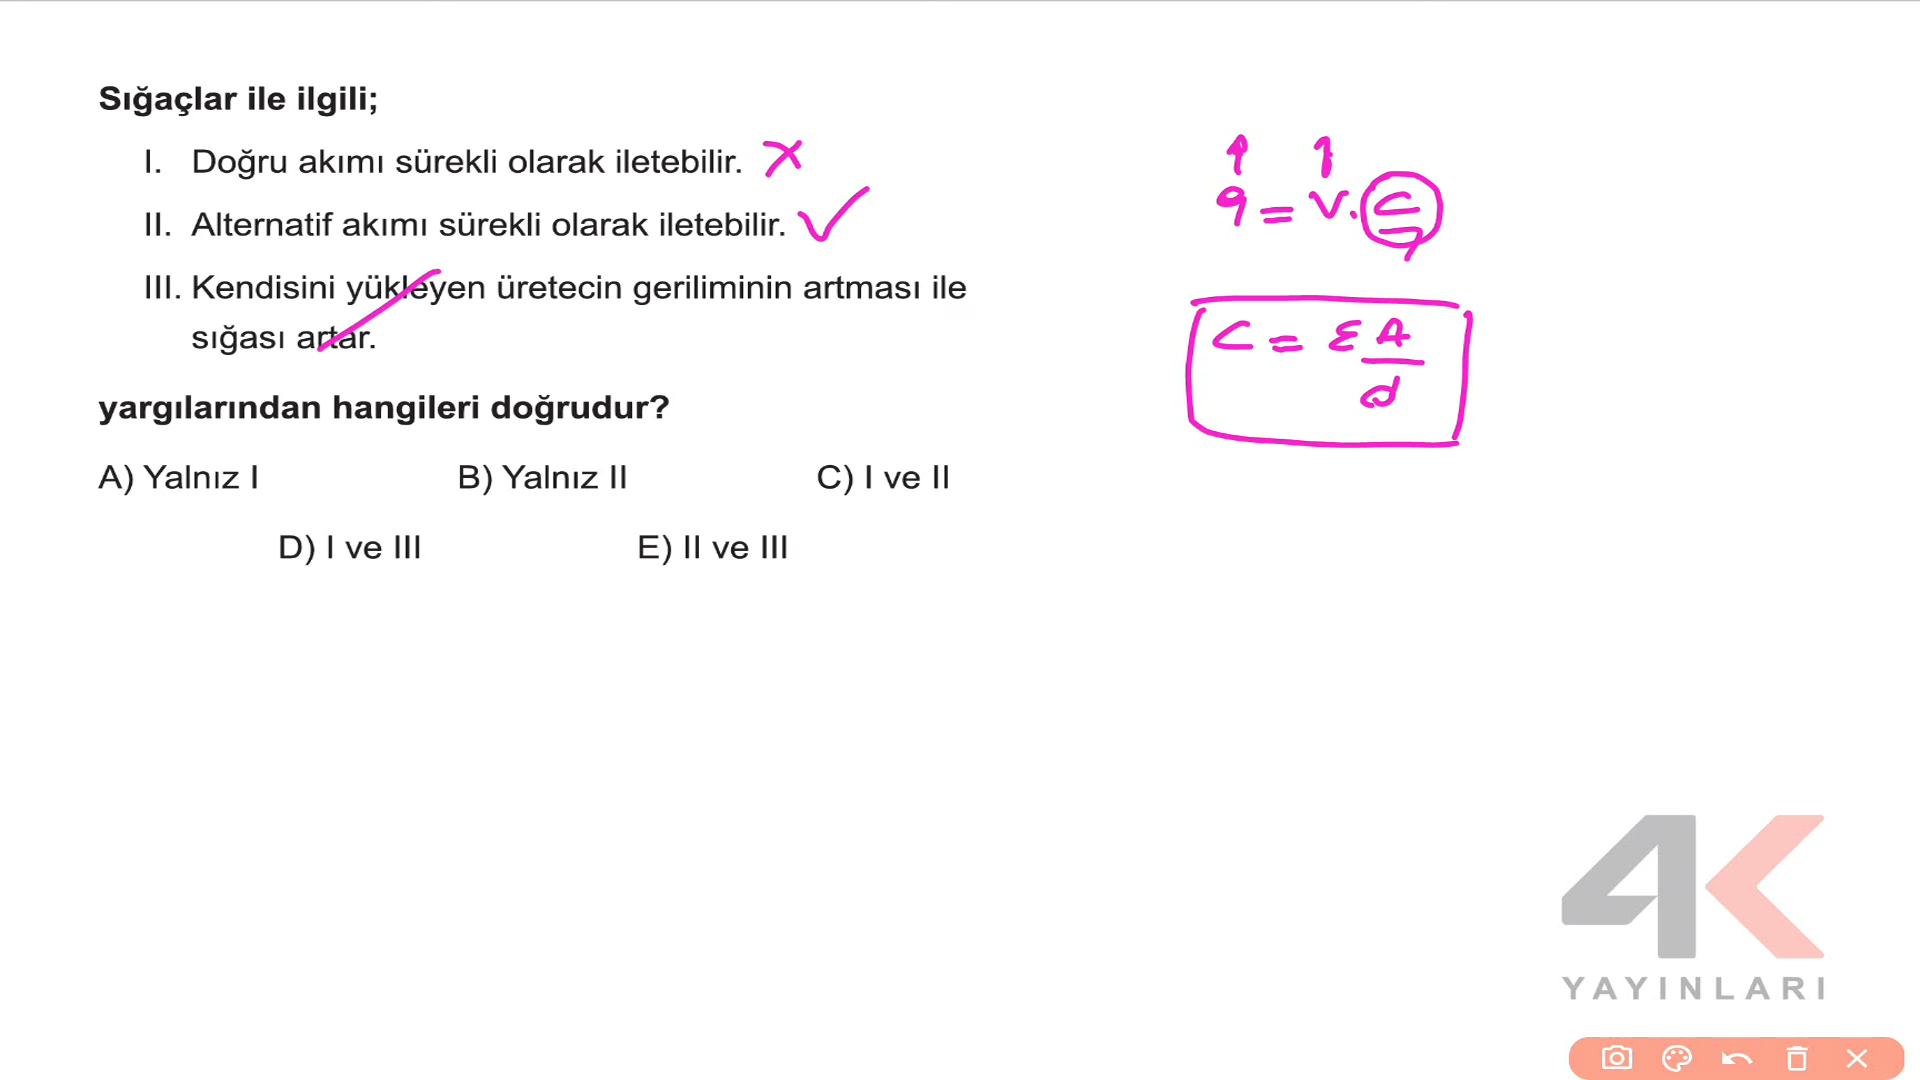 Sığaçlar ile ilgili;
I. Doğru akımı sürekli olarak iletebilir.
II. Alternatif akımı sürekli olarak iletebilir.
III. Kendisini yükleyen üretecin geriliminin artması ile
sığası artar.
yargılarından hangileri doğrudur?
A) Yalnız I B) Yalnız II C) I ve II
D) I ve III E) II ve III
q = V. C
C = ε A
d
4K
YAYINLARI